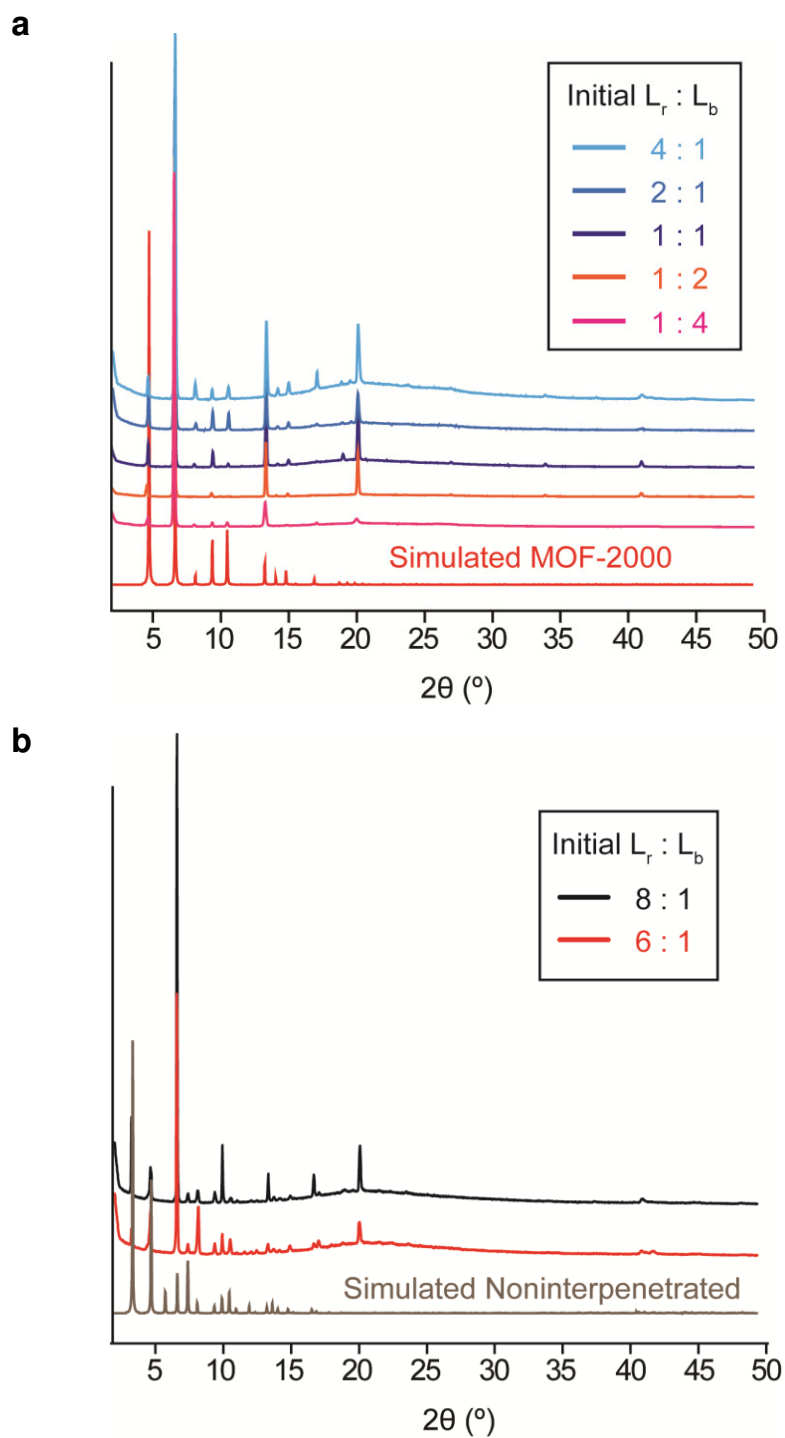 a
Initial Lr : Lb
4 : 1
2 : 1
1 : 1
1 : 2
1 : 4
Simulated MOF-2000
5 10 15 20 25 30 35 40 45 50
2θ (º)
b
Initial Lr : Lb
8 : 1
6 : 1
Simulated Noninterpenetrated
5 10 15 20 25 30 35 40 45 50
2θ (º)